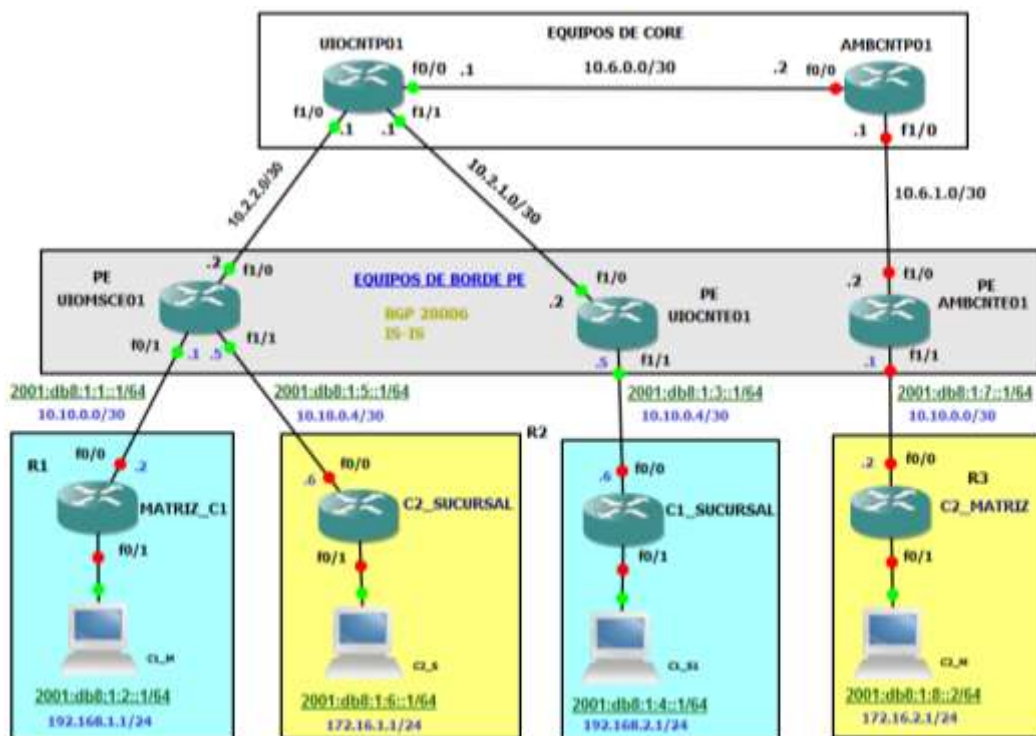 EQUIPOS DE CORE
UIOCNTP01
AMBCNTP01
f0/0 .1
10.6.0.0/30
.2 f0/0
f1/0
.1
.1
f1/1
.1
f1/0
10.2.2.0/30
10.2.1.0/30
10.6.1.0/30
PE
UIOMSCE01
.2
f1/0
EQUIPOS DE BORDE PE
BGP 20006
IS-IS
f1/0
.2
PE
UIOCNTE01
f1/0
.2
PE
AMBCNTE01
f0/1
.1
.5
f1/1
.5
f1/1
.1
f1/1
2001:db8:1:1::1/64
10.10.0.0/30
2001:db8:1:5::1/64
10.10.0.4/30
2001:db8:1:3::1/64
10.10.0.4/30
2001:db8:1:7::1/64
10.10.0.0/30
R1
f0/0
.2
MATRIZ_C1
f0/1
C1_M
2001:db8:1:2::1/64
192.168.1.1/24
R2
f0/0
.6
C2_SUCURSAL
f0/1
C2_S
2001:db8:1:6::1/64
172.16.1.1/24
f0/0
.6
C1_SUCURSAL
f0/1
C1_S1
2001:db8:1:4::1/64
192.168.2.1/24
f0/0
.2
R3
C2_MATRIZ
f0/1
C2_M
2001:db8:1:8::2/64
172.16.2.1/24